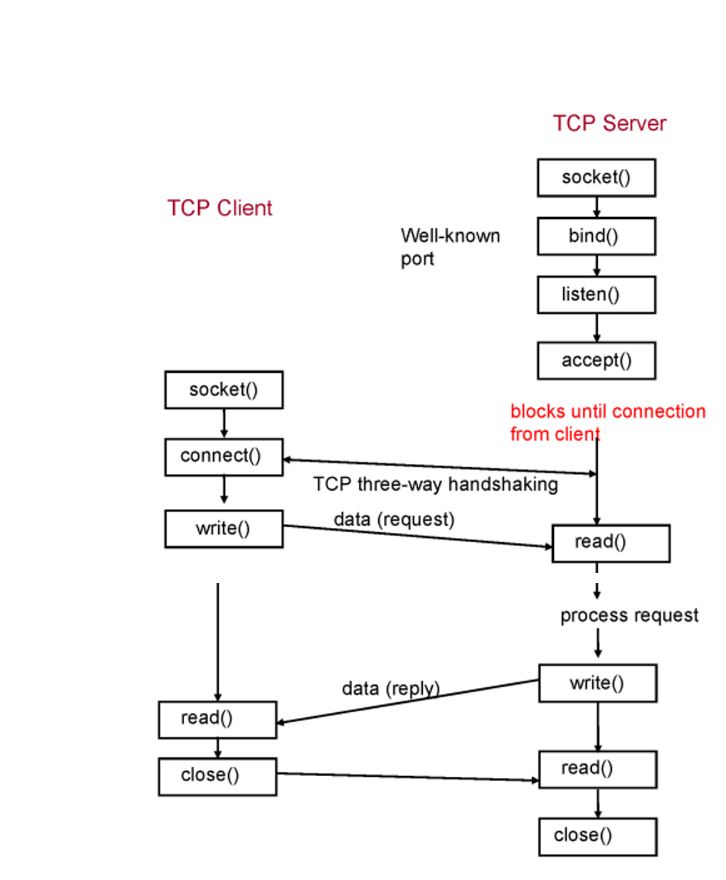 TCP Server
socket()
TCP Client
Well-known
port
bind()
listen()
accept()
socket()
blocks until connection
from client
connect()
TCP three-way handshaking
write()
data (request)
read()
process request
write()
data (reply)
read()
read()
close()
close()